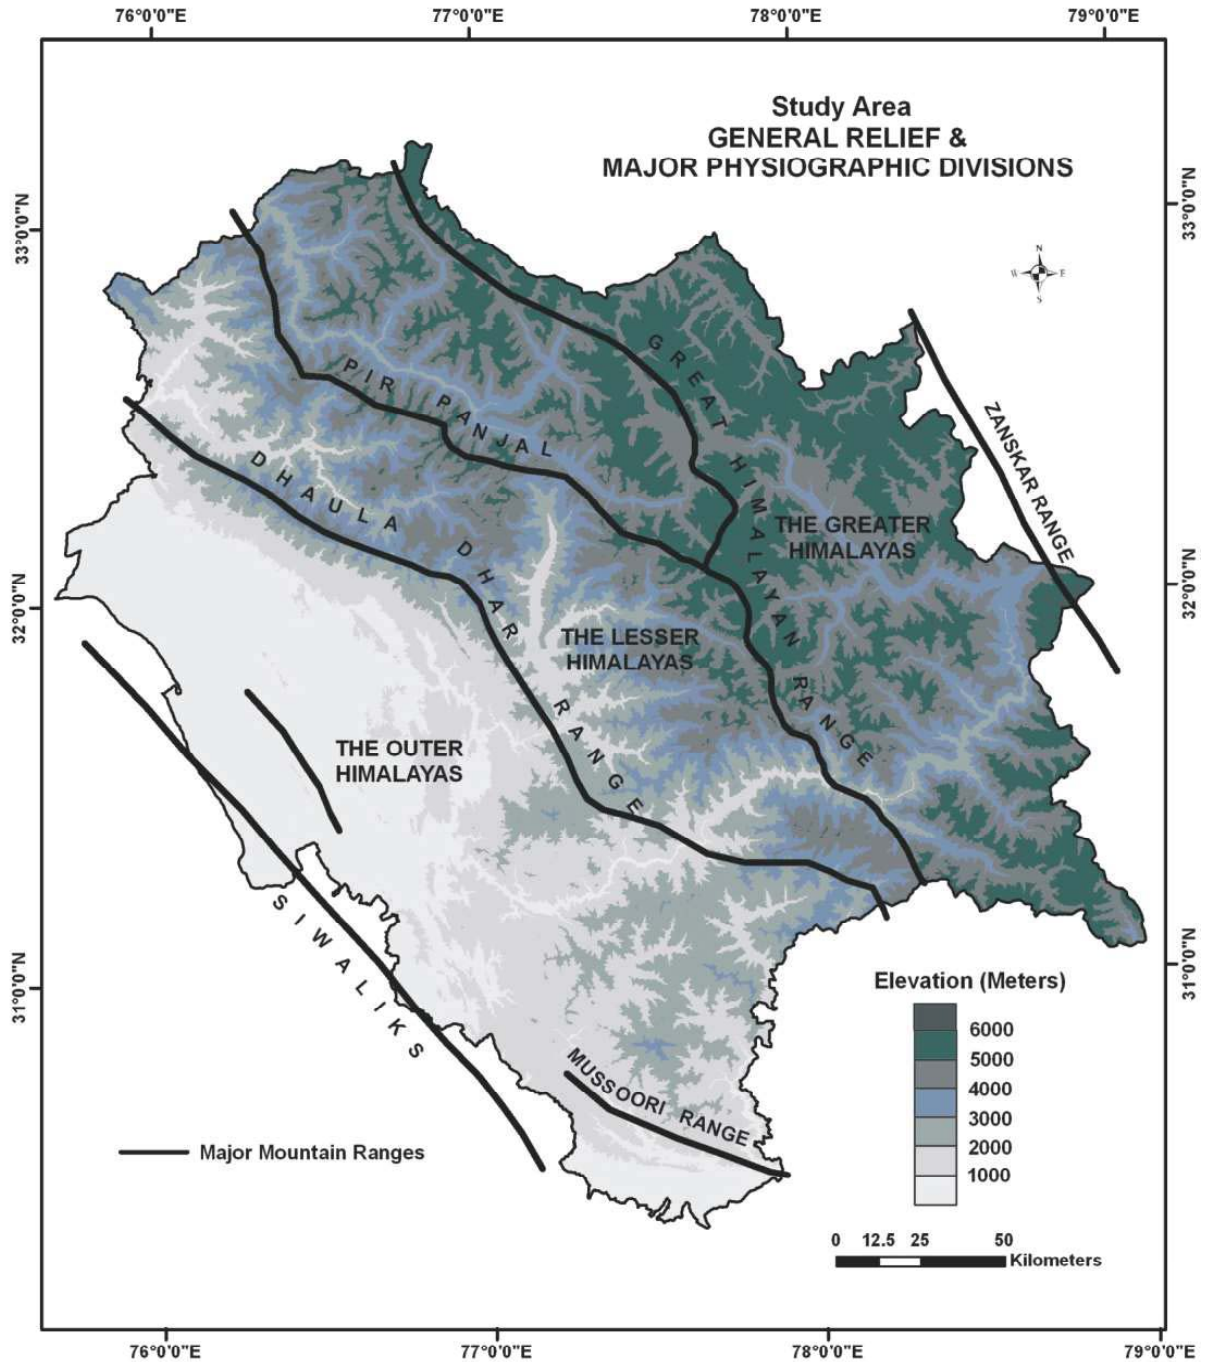 76°0'0"E 77°0'0"E 78°0'0"E 79°0'0"E
Study Area
GENERAL RELIEF &
MAJOR PHYSIOGRAPHIC DIVISIONS
33°0'0"N
33°0'0"N
N
W E
S
GREAT HIMALAYAN RANGE
PIR PANJAL
ZANSKAR RANGE
DHAULA DHAR RANGE
THE GREATER
HIMALAYAS
32°0'0"N
32°0'0"N
THE LESSER
HIMALAYAS
THE OUTER
HIMALAYAS
SIWALIKS
31°0'0"N
31°0'0"N
MUSSOORI RANGE
Elevation (Meters)
6000
5000
4000
3000
2000
1000
Major Mountain Ranges
0 12.5 25 50
Kilometers
76°0'0"E 77°0'0"E 78°0'0"E 79°0'0"E